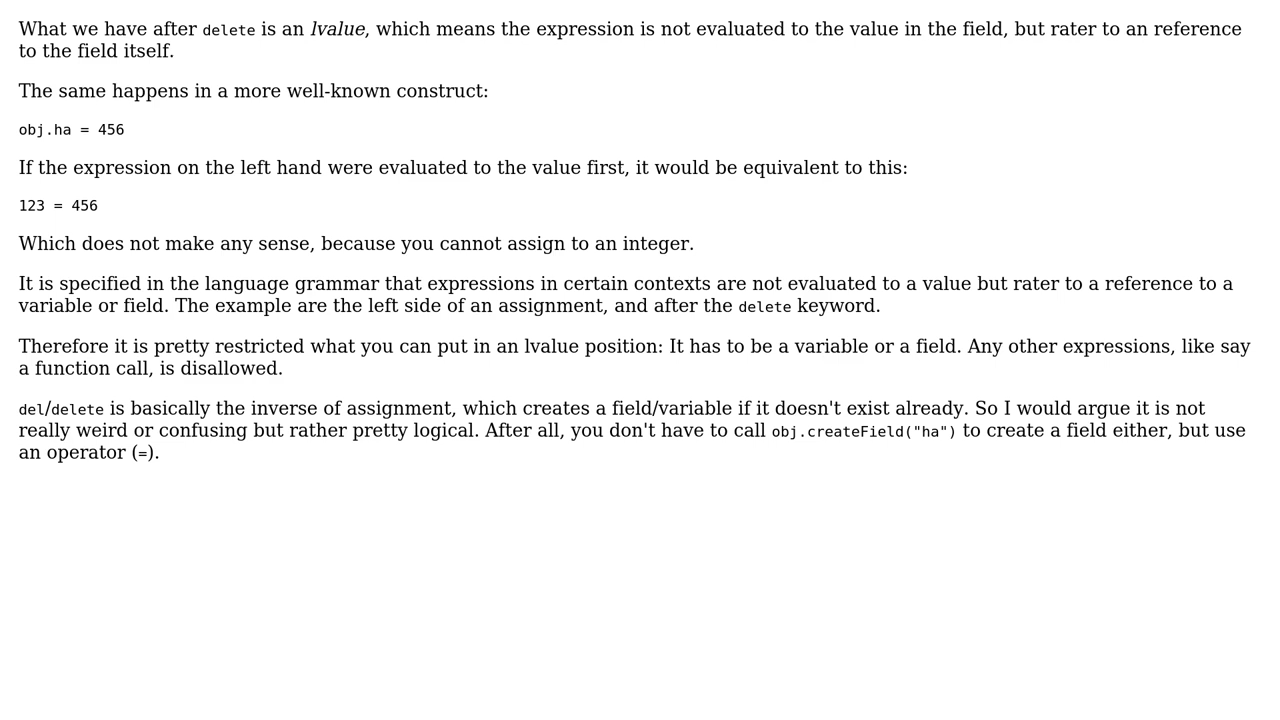 What we have after delete is an lvalue, which means the expression is not evaluated to the value in the field, but rater to an reference
to the field itself.
The same happens in a more well-known construct:
obj.ha = 456
If the expression on the left hand were evaluated to the value first, it would be equivalent to this:
123 = 456
Which does not make any sense, because you cannot assign to an integer.
It is specified in the language grammar that expressions in certain contexts are not evaluated to a value but rater to a reference to a
variable or field. The example are the left side of an assignment, and after the delete keyword.
Therefore it is pretty restricted what you can put in an lvalue position: It has to be a variable or a field. Any other expressions, like say
a function call, is disallowed.
del/delete is basically the inverse of assignment, which creates a field/variable if it doesn't exist already. So I would argue it is not
really weird or confusing but rather pretty logical. After all, you don't have to call obj.createField("ha") to create a field either, but use
an operator (=).